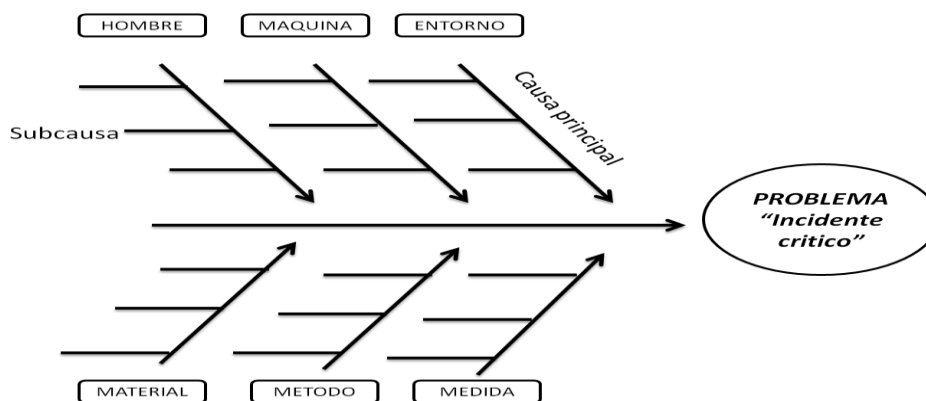 HOMBRE
MAQUINA
ENTORNO
Causa principal
Subcausa
PROBLEMA
“Incidente
critico”
MATERIAL
METODO
MEDIDA